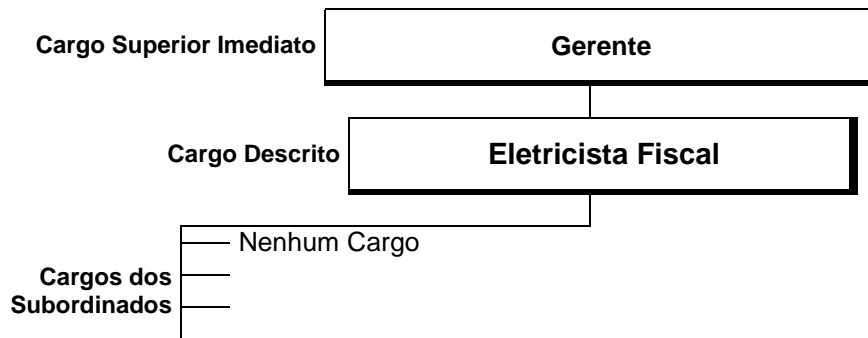 Cargo Superior Imediato
Gerente
Cargo Descrito
Eletricista Fiscal
Nenhum Cargo
Cargos dos
Subordinados